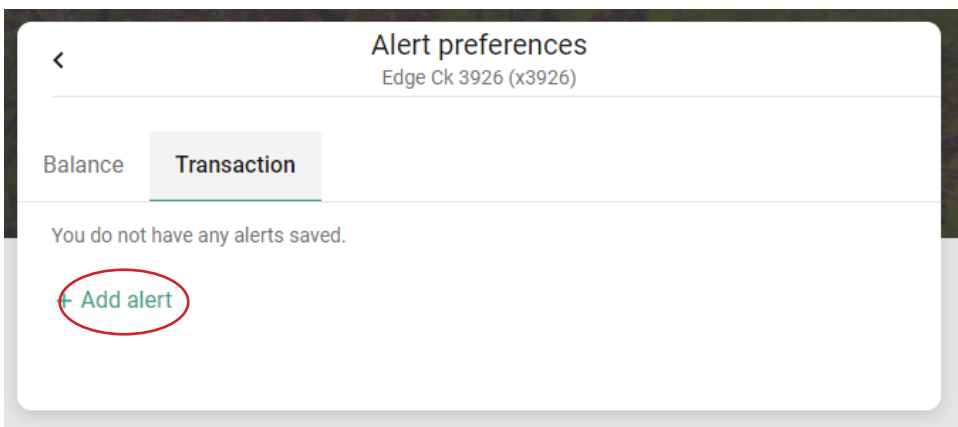 Alert preferences
Edge Ck 3926 (x3926)
Balance Transaction
You do not have any alerts saved.
+ Add alert